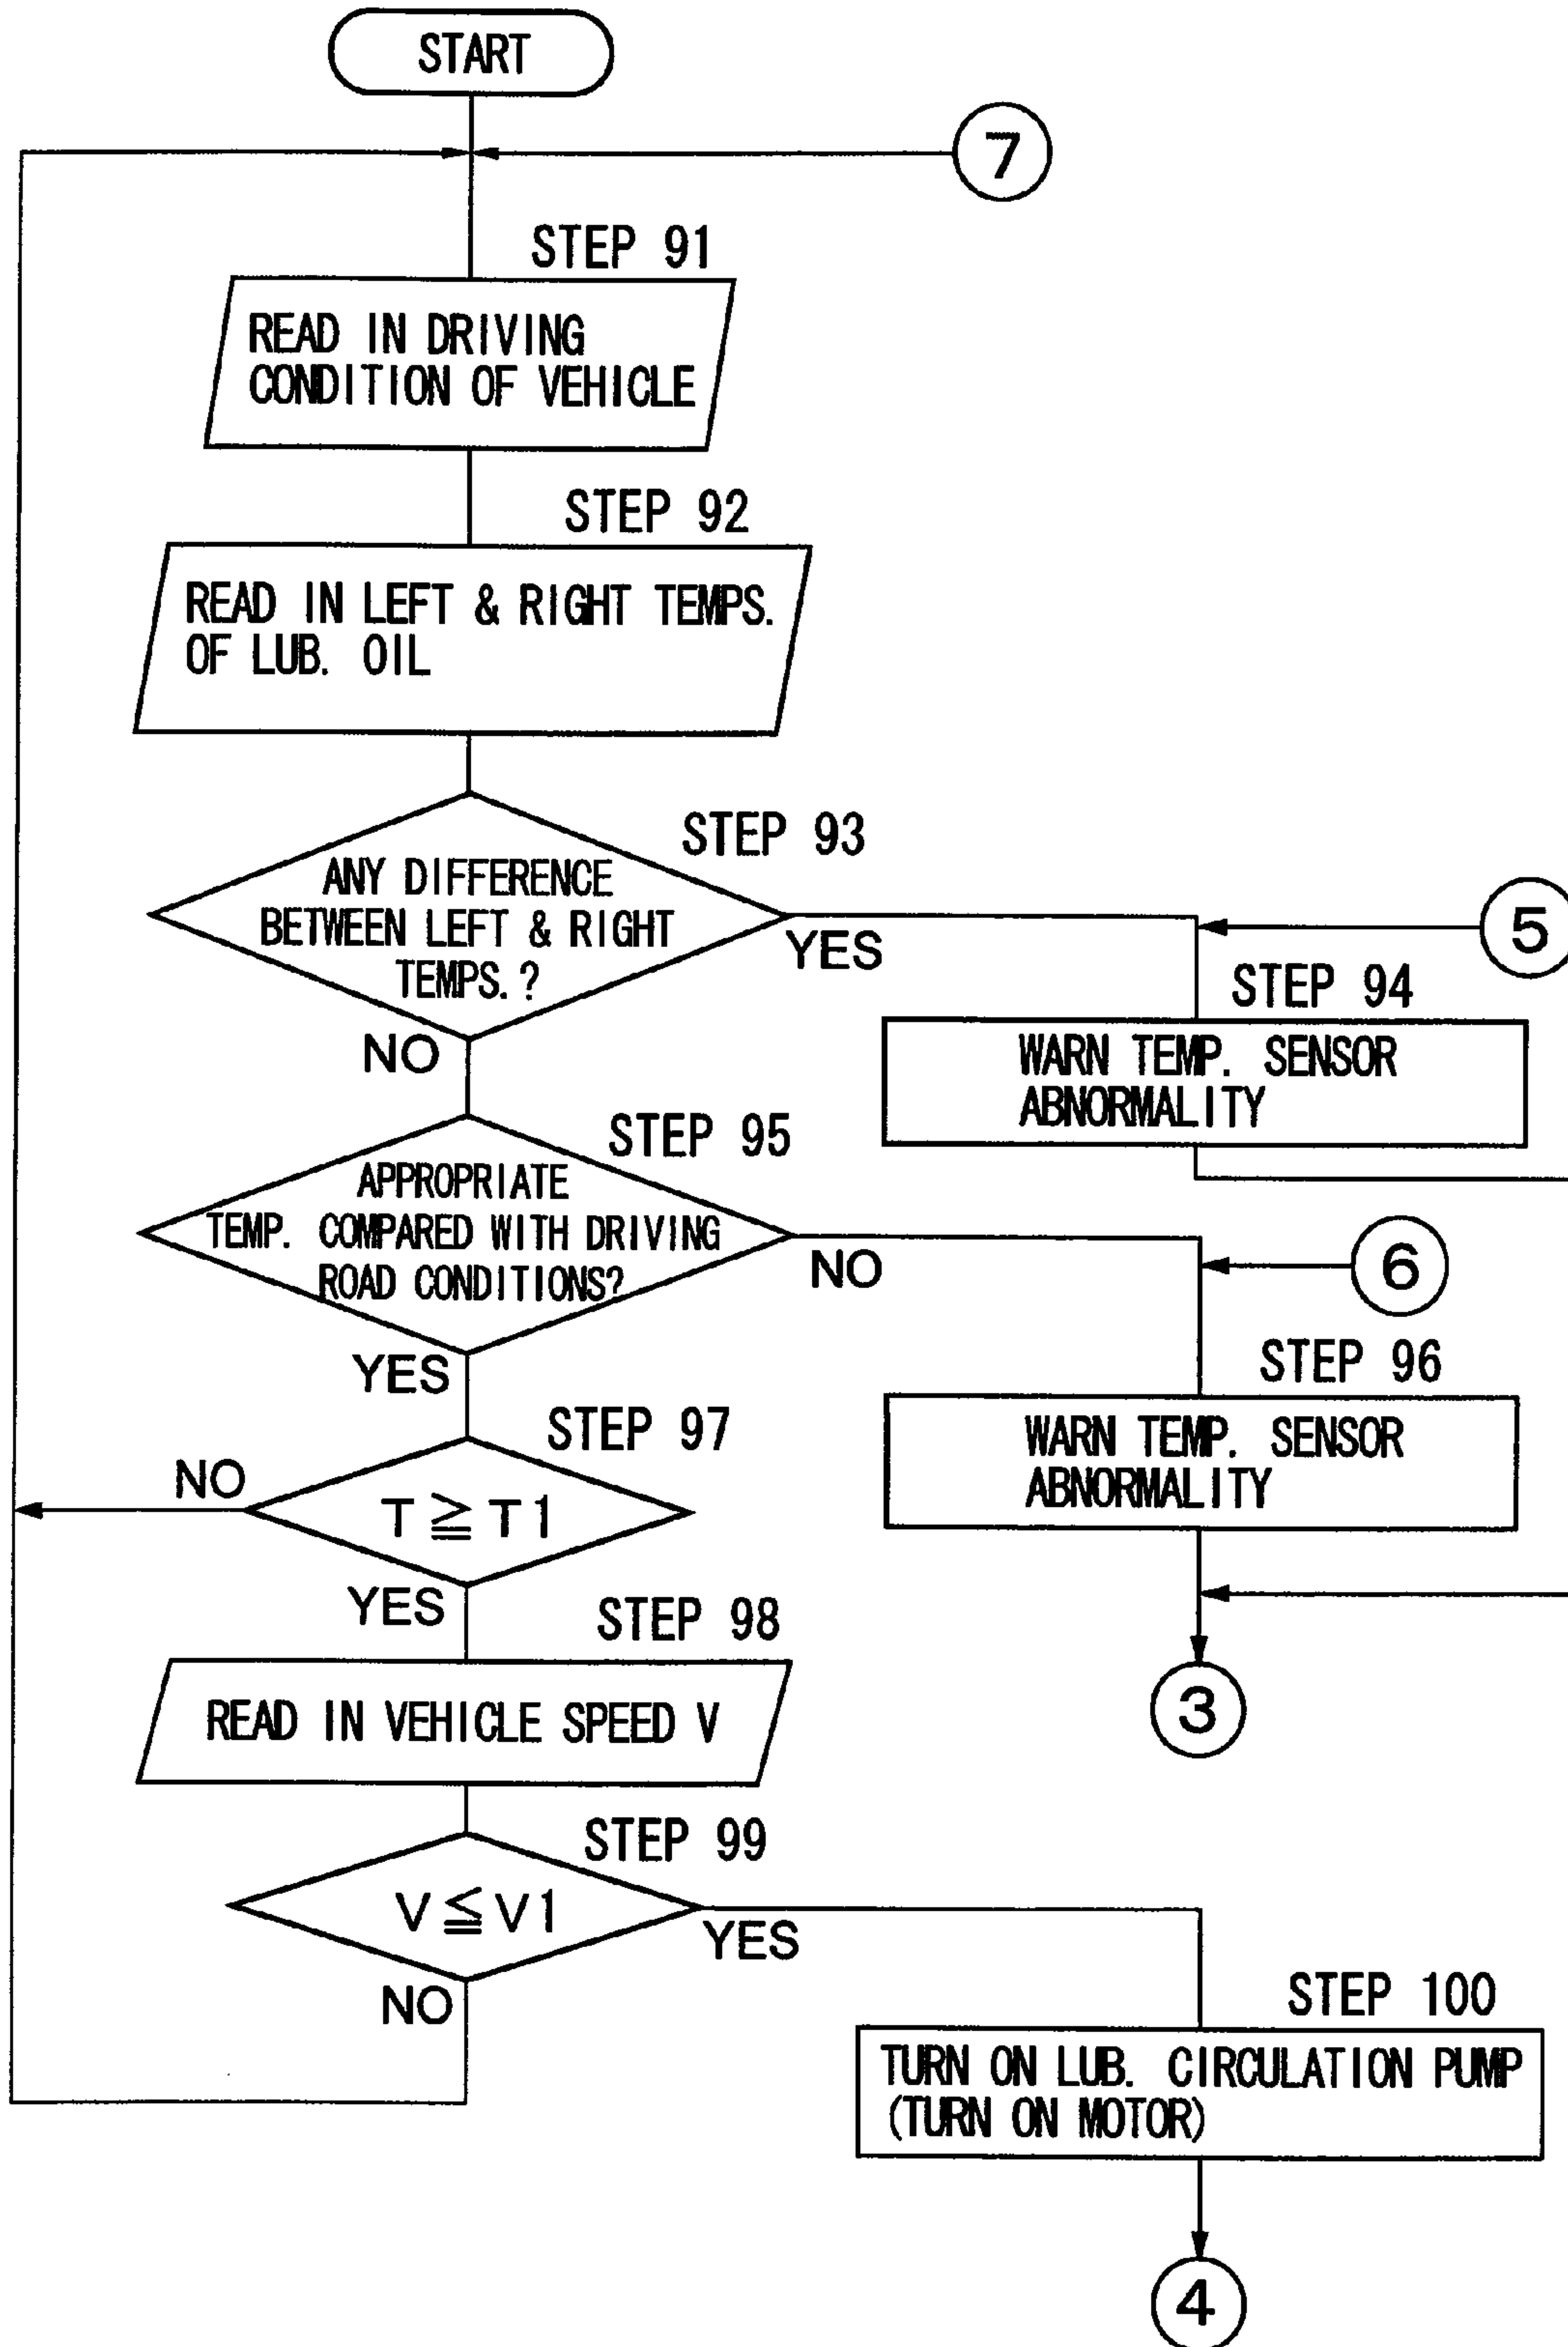 START
7
STEP 91
READ IN DRIVING
CONDITION OF VEHICLE
STEP 92
READ IN LEFT & RIGHT TEMPS.
OF LUB. OIL
STEP 93
ANY DIFFERENCE
BETWEEN LEFT & RIGHT
TEMPS.?
YES
NO
5
STEP 94
WARN TEMP. SENSOR
ABNORMALITY
STEP 95
APPROPRIATE
TEMP. COMPARED WITH DRIVING
ROAD CONDITIONS?
NO
YES
6
STEP 96
WARN TEMP. SENSOR
ABNORMALITY
3
STEP 97
NO
T ≧ T1
YES
STEP 98
READ IN VEHICLE SPEED V
STEP 99
V ≦ V1
YES
NO
STEP 100
TURN ON LUB. CIRCULATION PUMP
(TURN ON MOTOR)
4